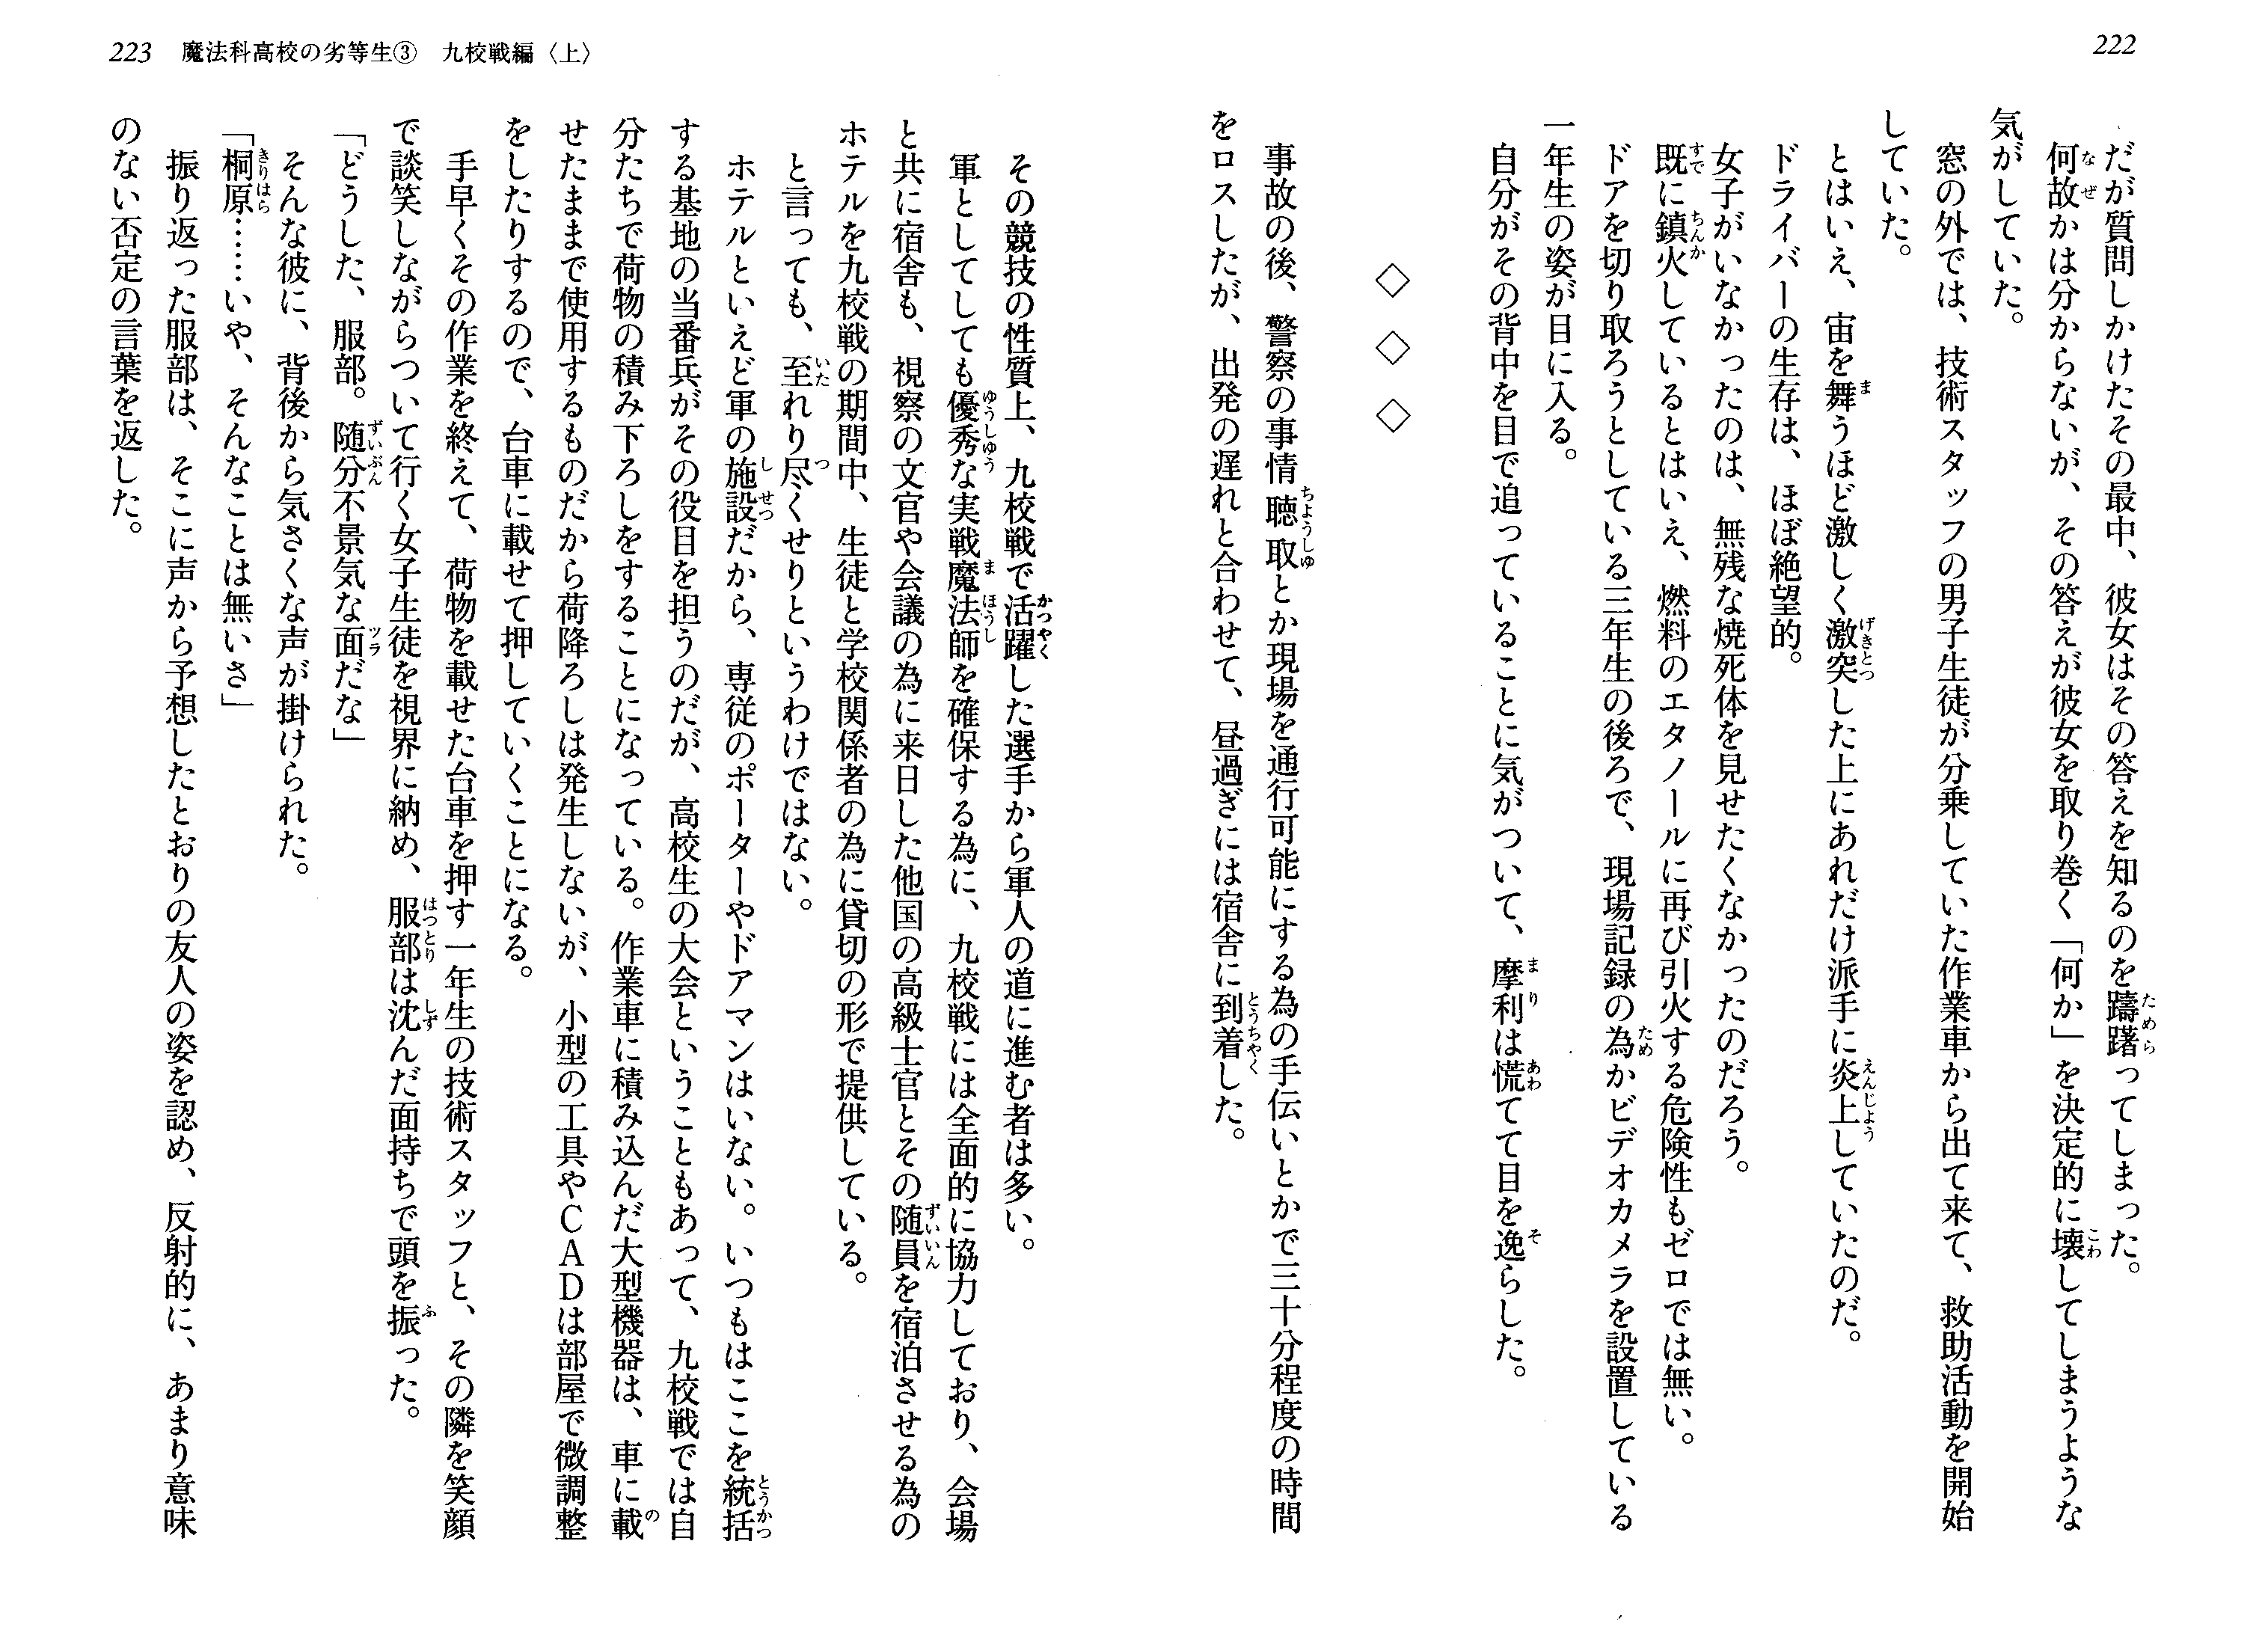 222
だが質問しかけたその最中、彼女はその答えを知るのを躊躇ってしまった。
何故かは分からないが、その答えが彼女を取り巻く「何か」を決定的に壊してしまうような
気がしていた。
窓の外では、技術スタッフの男子生徒が分乗していた作業車から出て来て、救助活動を開始
していた。
とはいえ、宙を舞うほど激しく激突した上にあれだけ派手に炎上していたのだ。
ドライバーの生存は、ほぼ絶望的。
女子がいなかったのは、無残な焼死体を見せたくなかったのだろう。
既に鎮火しているとはいえ、燃料のエタノールに再び引火する危険性もゼロでは無い。
ドアを切り取ろうとしている三年生の後ろで、現場記録の為かビデオカメラを設置している
一年生の姿が目に入る。
自分がその背中を目で追っていることに気がついて、摩利は慌てて目を逸らした。
◇ ◇ ◇
事故の後、警察の事情聴取とか現場を通行可能にする為の手伝いとかで三十分程度の時間
をロスしたが、出発の遅れと合わせて、昼過ぎには宿舎に到着した。
223 魔法科高校の劣等生③ 九校戦編〈上〉
その競技の性質上、九校戦で活躍した選手から軍人の道に進む者は多い。
軍としてしても優秀な実戦魔法師を確保する為に、九校戦には全面的に協力しており、会場
と共に宿舎も、視察の文官や会議の為に来日した他国の高級士官とその随員を宿泊させる為の
ホテルを九校戦の期間中、生徒と学校関係者の為に貸切の形で提供している。
と言っても、至れり尽くせりというわけではない。
ホテルといえど軍の施設だから、専従のポーターやドアマンはいない。いつもはここを統括
する基地の当番兵がその役目を担うのだが、高校生の大会ということもあって、九校戦では自
分たちで荷物の積み下ろしをすることになっている。作業車に積み込んだ大型機器は、車に載
せたままで使用するものだから荷降ろしは発生しないが、小型の工具やＣＡＤは部屋で微調整
をしたりするので、台車に載せて押していくことになる。
手早くその作業を終えて、荷物を載せた台車を押す一年生の技術スタッフと、その隣を笑顔
で談笑しながらついて行く女子生徒を視界に納め、服部は沈んだ面持ちで頭を振った。
「どうした、服部。随分不景気な面だな」
そんな彼に、背後から気さくな声が掛けられた。
「桐原……いや、そんなことは無いさ」
振り返った服部は、そこに声から予想したとおりの友人の姿を認め、反射的に、あまり意味
のない否定の言葉を返した。